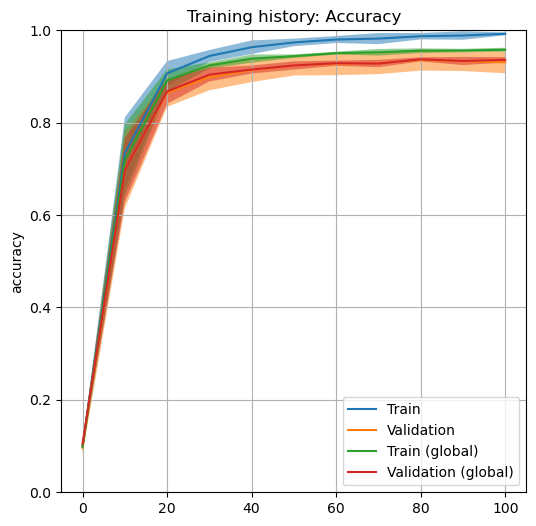 Training history: Accuracy
accuracy
1.0
0.8
0.6
0.4
0.2
0.0
0 20 40 60 80 100
Train
Validation
Train (global)
Validation (global)